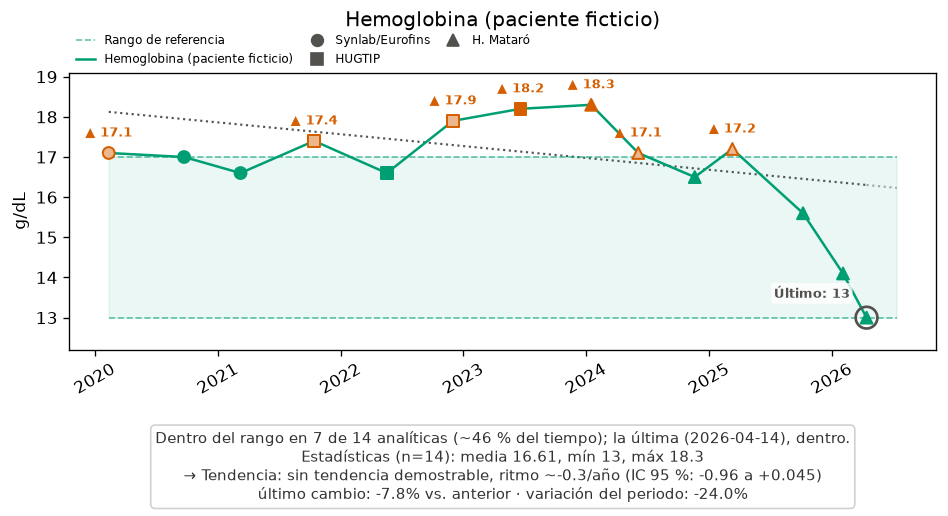 Hemoglobina (paciente ficticio)
Rango de referencia
Hemoglobina (paciente ficticio)
Synlab/Eurofins
HUGTIP
H. Mataró
19
18
17
16
15
14
13
g/dL
▲ 17.1
▲ 17.4
▲ 17.9
▲ 18.2
▲ 18.3
▲ 17.1
▲ 17.2
Último: 13
2020
2021
2022
2023
2024
2025
2026
Dentro del rango en 7 de 14 analíticas (~46 % del tiempo); la última (2026-04-14), dentro.
Estadísticas (n=14): media 16.61, mín 13, máx 18.3
→ Tendencia: sin tendencia demostrable, ritmo ~-0.3/año (IC 95 %: -0.96 a +0.045)
último cambio: -7.8% vs. anterior · variación del periodo: -24.0%